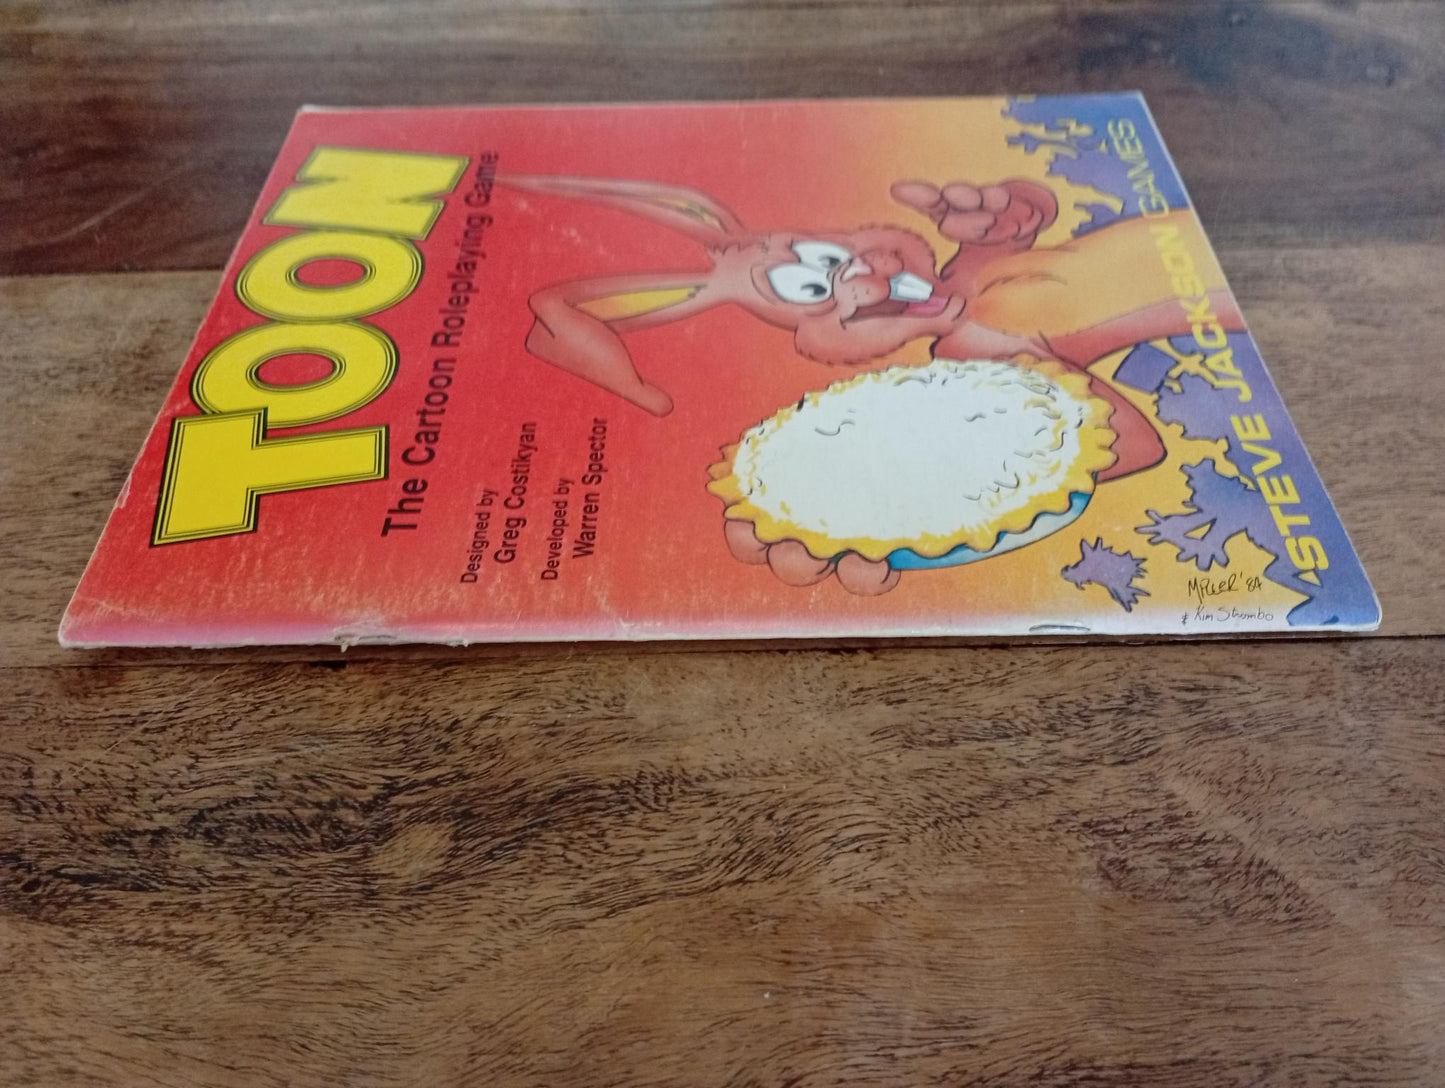 TOON
The Cartoon Roleplaying Game
Designed by
Greg Costikyan
Developed by
Warren Spector
MILLER '84
& Kim Strombo
STEVE JACKSON GAMES